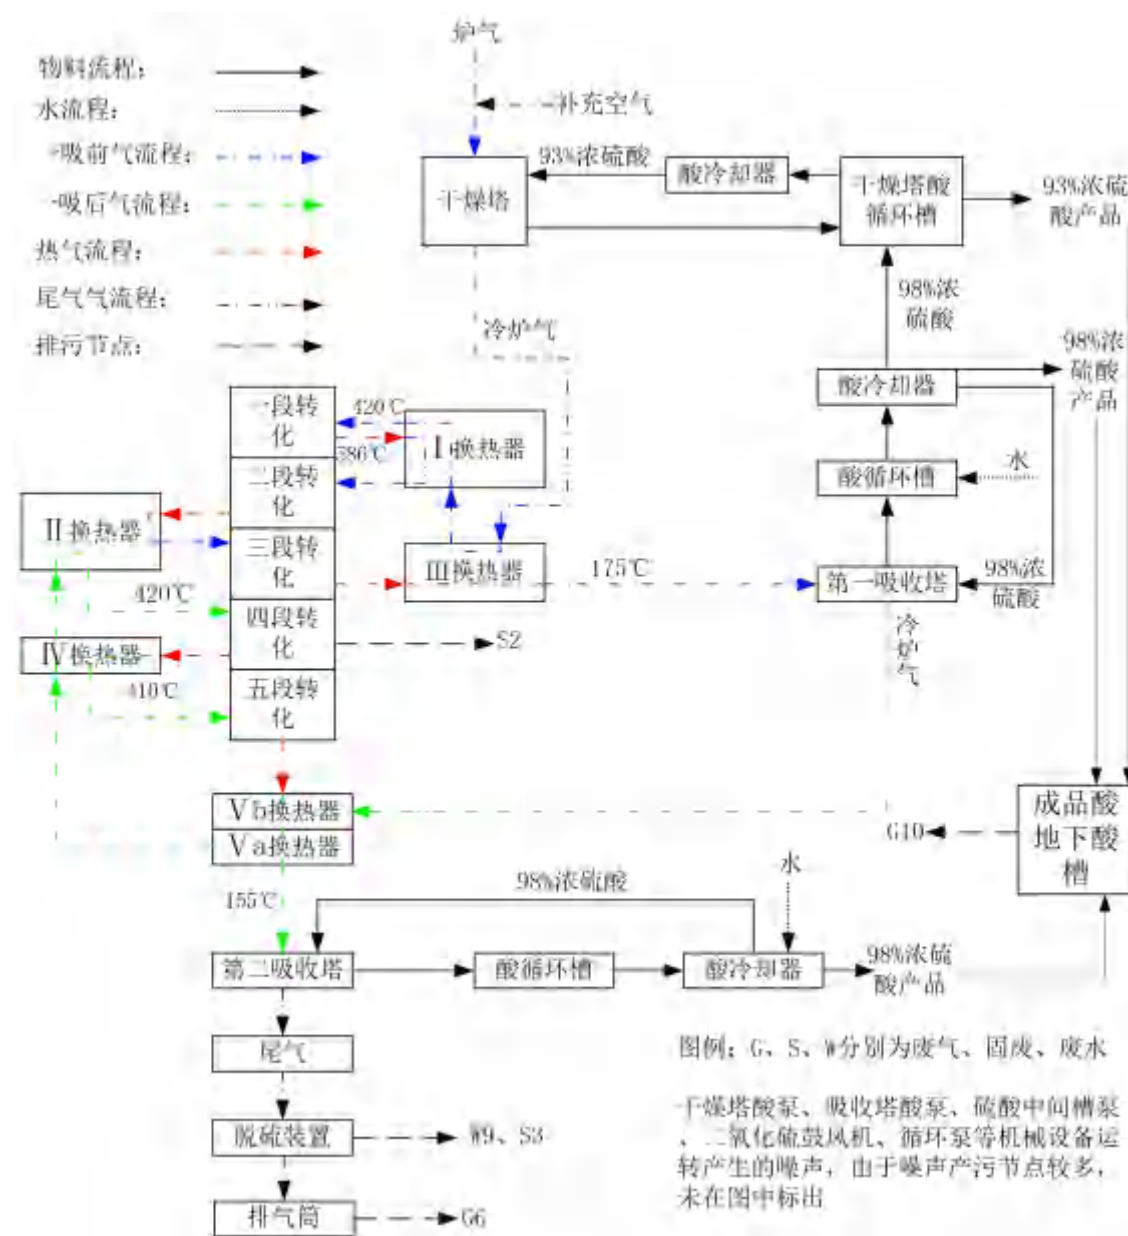 物料流程：
水流程：
一吸前气流程：
一吸后气流程：
热气流程：
尾气气流程：
排污节点：
炉气
补充空气
93%浓硫酸
干燥塔
酸冷却器
干燥塔酸
循环槽
93%浓硫
酸产品
98%浓
硫酸
冷炉气
98%浓
硫酸
产品
酸冷却器
一段转
化
420℃
586℃
Ⅰ换热器
二段转
化
酸循环槽
水
Ⅱ换热器
三段转
化
Ⅲ换热器
175℃
第一吸收塔
98%浓
硫酸
420℃
四段转
化
S2
冷
炉
气
Ⅳ换热器
410℃
五段转
化
Ⅴb换热器
Ⅴa换热器
G10
成品酸
地下酸
槽
155℃
98%浓硫酸
水
第二吸收塔
酸循环槽
酸冷却器
98%浓硫
酸产品
尾气
图例：G、S、W分别为废气、固废、废水
脱硫装置
W9、S3
干燥塔酸泵、吸收塔酸泵、硫酸中间槽泵
、二氧化硫鼓风机、循环泵等机械设备运
转产生的噪声，由于噪声产污节点较多，
未在图中标出
排气筒
G6